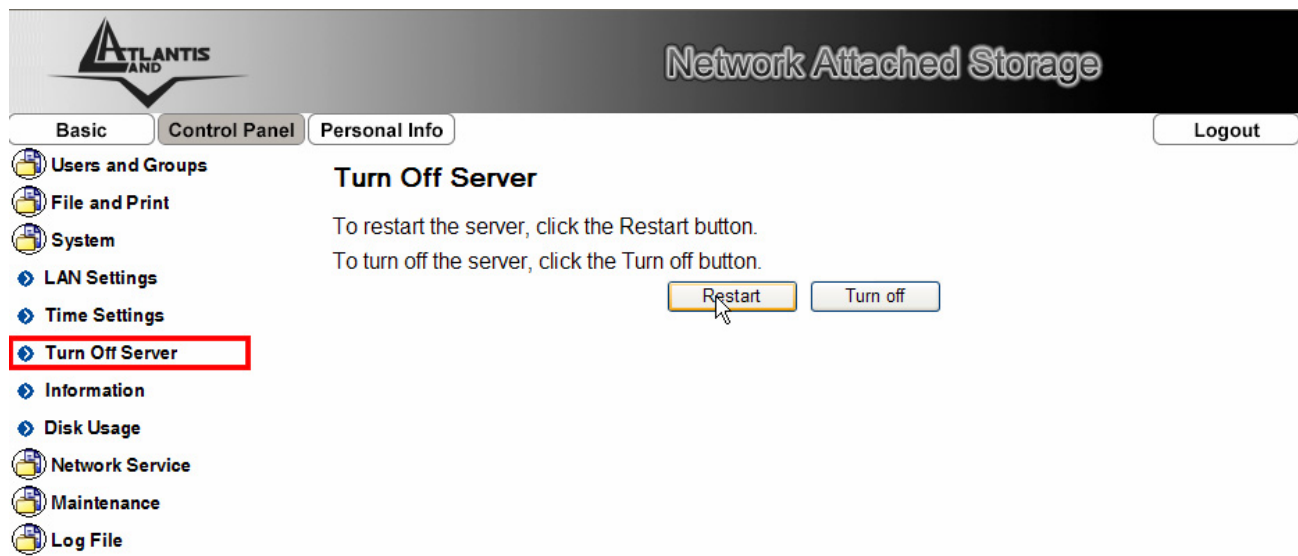 ATLANTIS
LAND
Network Attached Storage
Basic
Control Panel
Personal Info
Logout
Users and Groups
File and Print
System
LAN Settings
Time Settings
Turn Off Server
Information
Disk Usage
Network Service
Maintenance
Log File
Turn Off Server
To restart the server, click the Restart button.
To turn off the server, click the Turn off button.
Restart
Turn off